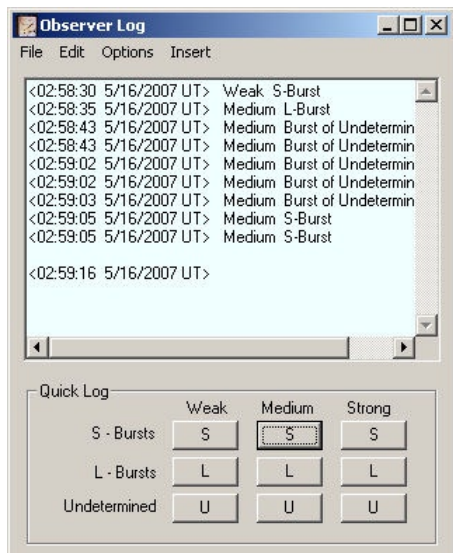 Observer Log
File Edit Options Insert
<02:58:30 5/16/2007 UT> Weak S-Burst
<02:58:35 5/16/2007 UT> Medium L-Burst
<02:58:43 5/16/2007 UT> Medium Burst of Undetermin
<02:58:43 5/16/2007 UT> Medium Burst of Undetermin
<02:59:02 5/16/2007 UT> Medium Burst of Undetermin
<02:59:02 5/16/2007 UT> Medium Burst of Undetermin
<02:59:03 5/16/2007 UT> Medium Burst of Undetermin
<02:59:05 5/16/2007 UT> Medium S-Burst
<02:59:05 5/16/2007 UT> Medium S-Burst
<02:59:16 5/16/2007 UT>
Quick Log
Weak Medium Strong
S - Bursts S S S
L - Bursts L L L
Undetermined U U U